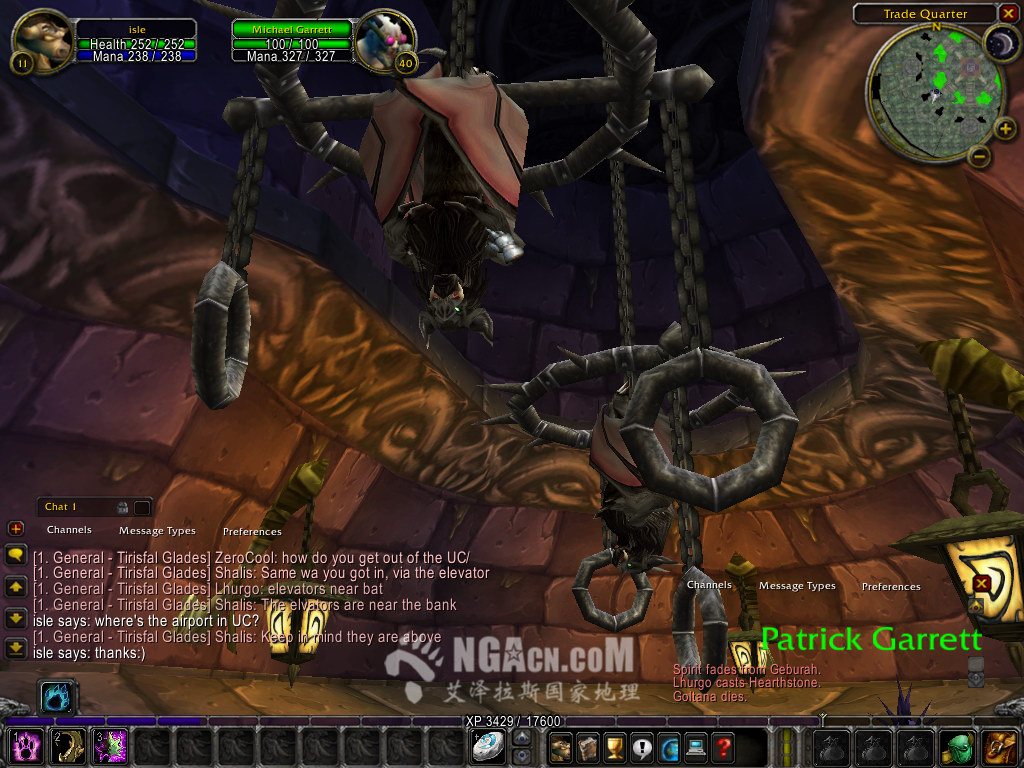 isle
Health 252 / 252
Mana 238 / 238
11
Michael Garrett
100 / 100
Mana 327 / 327
40
Trade Quarter
N
Chat 1
Channels Message Types Preferences
[1. General - Tirisfal Glades] ZeroCool: how do you get out of the UC/
[1. General - Tirisfal Glades] Shalis: Same wa you got in, via the elevator
[1. General - Tirisfal Glades] Lhurgo: elevators near bat
[1. General - Tirisfal Glades] Shalis: The elvators are near the bank
isle says: where's the airport in UC?
[1. General - Tirisfal Glades] Shalis: Keep in mind they are above
isle says: thanks:)
Channels Message Types Preferences
Patrick Garrett
Spirit fades from Geburah.
Lhurgo casts Hearthstone.
Goltana dies.
NGACN.COM
艾泽拉斯国家地理
XP 3429 / 17600
1 2 3